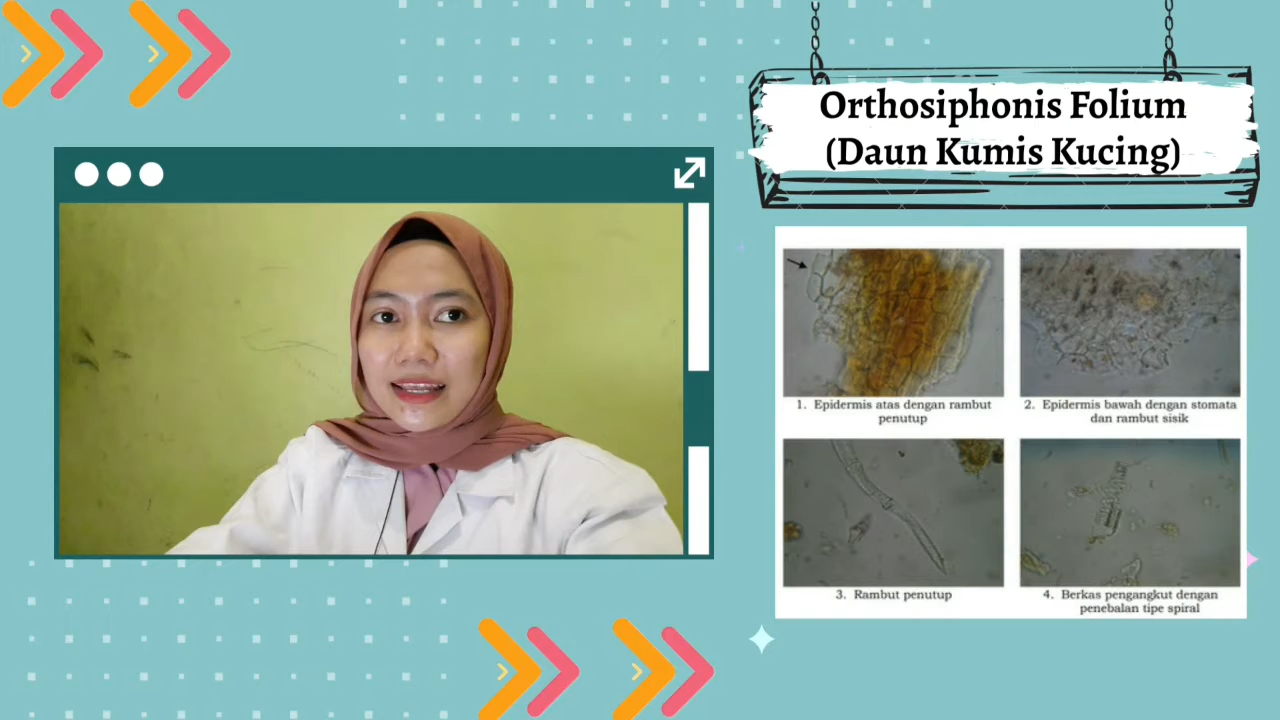 Orthosiphonis Folium
(Daun Kumis Kucing)
1. Epidermis atas dengan rambut
penutup
2. Epidermis bawah dengan stomata
dan rambut sisik
3. Rambut penutup
4. Berkas pengangkut dengan
penebalan tipe spiral